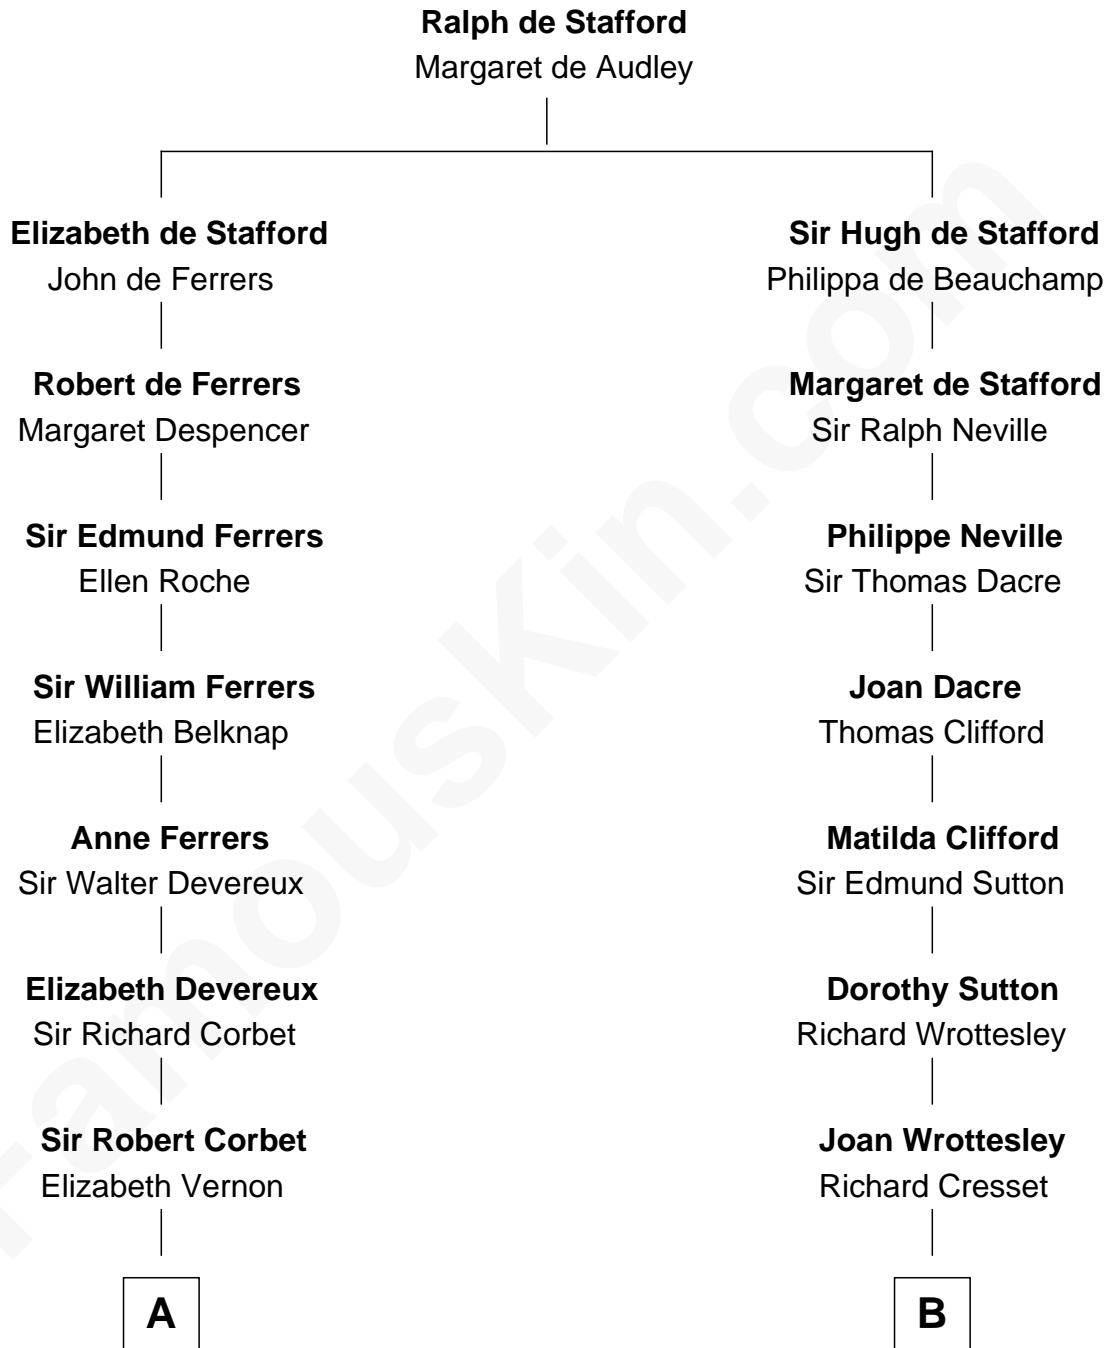 Ralph de Stafford
Margaret de Audley
Elizabeth de Stafford
John de Ferrers
Sir Hugh de Stafford
Philippa de Beauchamp
Robert de Ferrers
Margaret Despencer
Margaret de Stafford
Sir Ralph Neville
Sir Edmund Ferrers
Ellen Roche
Philippe Neville
Sir Thomas Dacre
Sir William Ferrers
Elizabeth Belknap
Joan Dacre
Thomas Clifford
Anne Ferrers
Sir Walter Devereux
Matilda Clifford
Sir Edmund Sutton
Elizabeth Devereux
Sir Richard Corbet
Dorothy Sutton
Richard Wrottesley
Sir Robert Corbet
Elizabeth Vernon
Joan Wrottesley
Richard Cresset
A
B
FamousKin.com